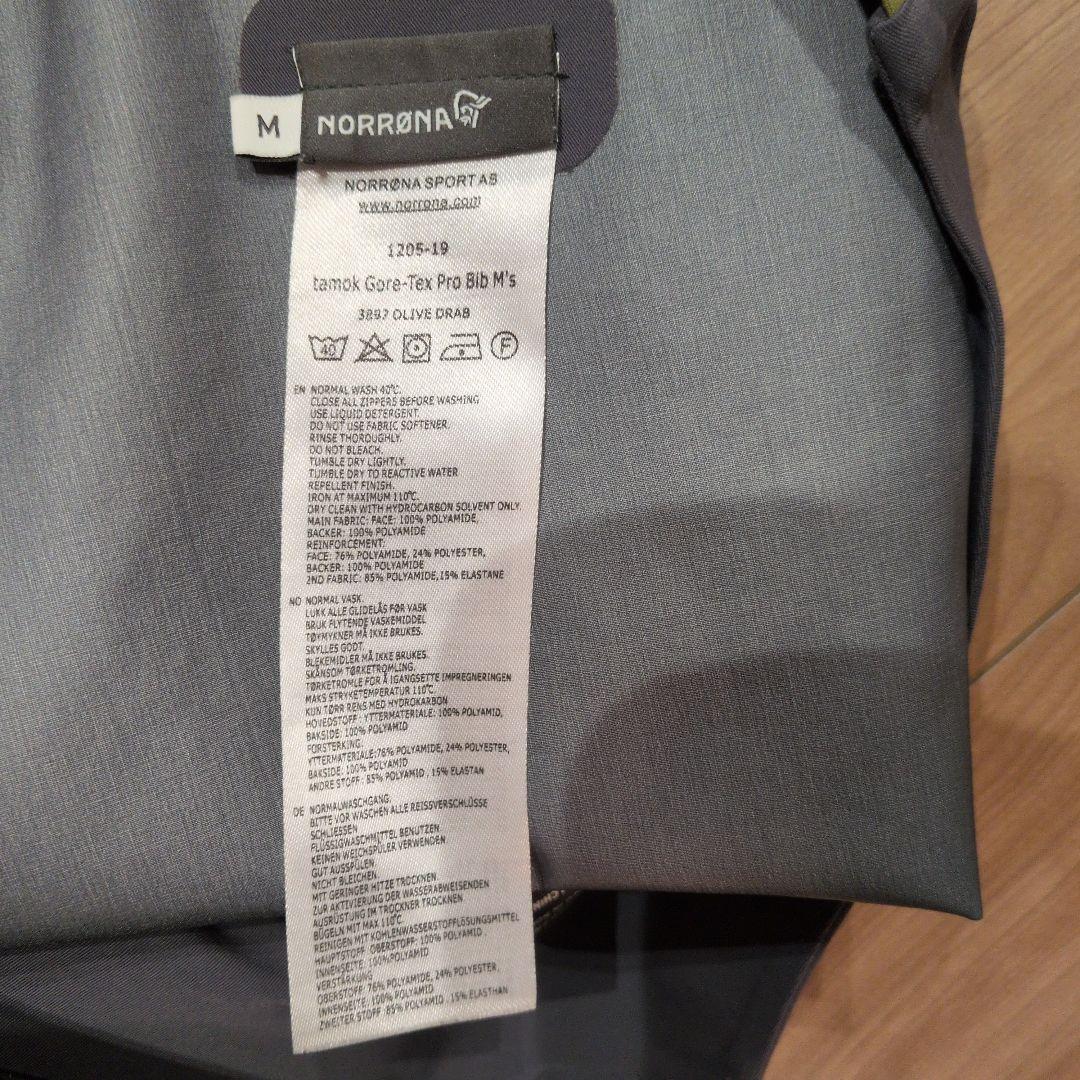 M
NORRØNA
NORRØNA SPORT AS
www.norrona.com
1205-19
tamok Gore-Tex Pro Bib M's
3897 OLIVE DRAB
40
F
EN NORMAL WASH 40°C.
CLOSE ALL ZIPPERS BEFORE WASHING
USE LIQUID DETERGENT.
DO NOT USE FABRIC SOFTENER.
RINSE THOROUGHLY.
DO NOT BLEACH.
TUMBLE DRY LIGHTLY.
TUMBLE DRY TO REACTIVE WATER
REPELLENT FINISH.
IRON AT MAXIMUM 110°C.
DRY CLEAN WITH HYDROCARBON SOLVENT ONLY.
MAIN FABRIC: FACE: 100% POLYAMIDE,
BACKER: 100% POLYAMIDE
REINFORCEMENT:
FACE: 76% POLYAMIDE, 24% POLYESTER,
BACKER: 100% POLYAMIDE
2ND FABRIC: 85% POLYAMIDE,15% ELASTANE
NO NORMAL VASK.
LUKK ALLE GLIDELÅS FØR VASK
BRUK FLYTENDE VASKEMIDDEL
TØYMYKNER MÅ IKKE BRUKES.
SKYLLES GODT.
BLEKEMIDLER MÅ IKKE BRUKES.
SKÅNSOM TØRKETROMLING.
TØRKETROMLE FOR Å IGANGSETTE IMPREGNERINGEN
MAKS STRYKETEMPERATUR 110°C.
KUN TØRR RENS MED HYDROKARBON
HOVEDSTOFF: YTTERMATERIALE: 100% POLYAMID,
BAKSIDE: 100% POLYAMID
FORSTERKING:
YTTERMATERIALE:76% POLYAMIDE, 24% POLYESTER,
BAKSIDE: 100% POLYAMID
ANDRE STOFF: 85% POLYAMID, 15% ELASTAN
DE NORMALWASCHGANG.
BITTE VOR WASCHEN ALLE REISSVERSCHLÜSSE
SCHLIESSEN
FLÜSSIGWASCHMITTEL BENUTZEN
KEINEN WEICHSPÜLER VERWENDEN
GUT AUSSPÜLEN.
NICHT BLEICHEN.
MIT GERINGER HITZE TROCKNEN.
ZUR AKTIVIERUNG DER WASSERABWEISENDEN
AUSRÜSTUNG IM TROCKNER TROCKNEN
BÜGELN MIT MAX 110°C.
REINIGEN MIT KOHLENWASSERSTOFFLÖSUNGSMITTEL
HAUPTSTOFF: OBERSTOFF: 100% POLYAMID.
INNENSEITE: 100%POLYAMID
VERSTÄRKUNG
OBERSTOFF: 76% POLYAMID, 24% POLYESTER,
INNENSEITE: 100% POLYAMID
ZWEITER STOFF: 85% POLYAMID, 15% ELASTHAN